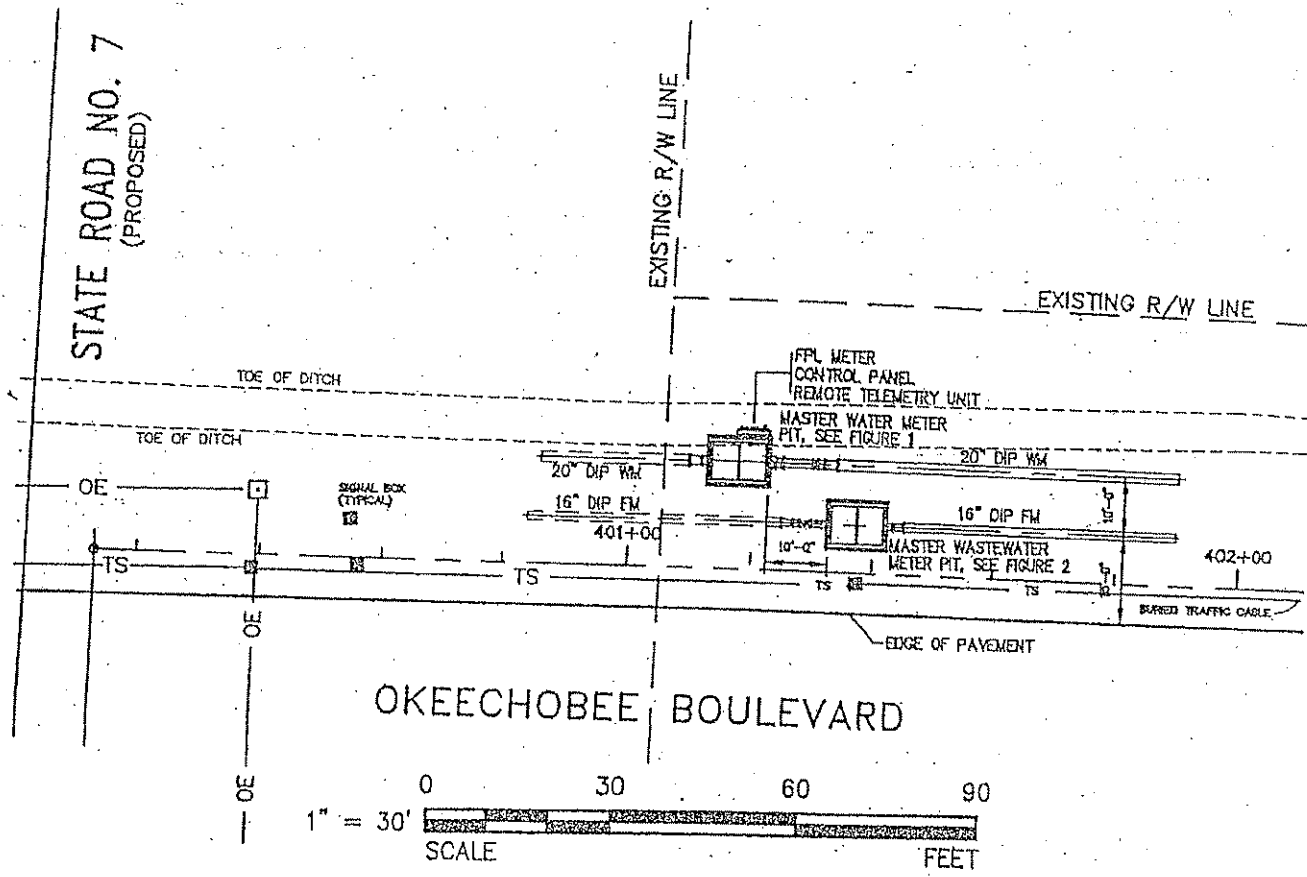 STATE ROAD NO. 7
(PROPOSED)
EXISTING R/W LINE
EXISTING R/W LINE
TOE OF DITCH
TOE OF DITCH
FPL METER
CONTROL PANEL
REMOTE TELEMETRY UNIT
MASTER WATER METER
PIT, SEE FIGURE 1
20" DIP WM
20" DIP WM
OE
SIGNAL BOX
(TYPICAL)
16" DIP FM
16" DIP FM
401+00
10'-0"
MASTER WASTEWATER
METER PIT, SEE FIGURE 2
402+00
TS
TS
TS
TS
BURIED TRAFFIC CABLE
OE
EDGE OF PAVEMENT
OKEECHOBEE BOULEVARD
OE
0 30 60 90
1" = 30'
SCALE FEET